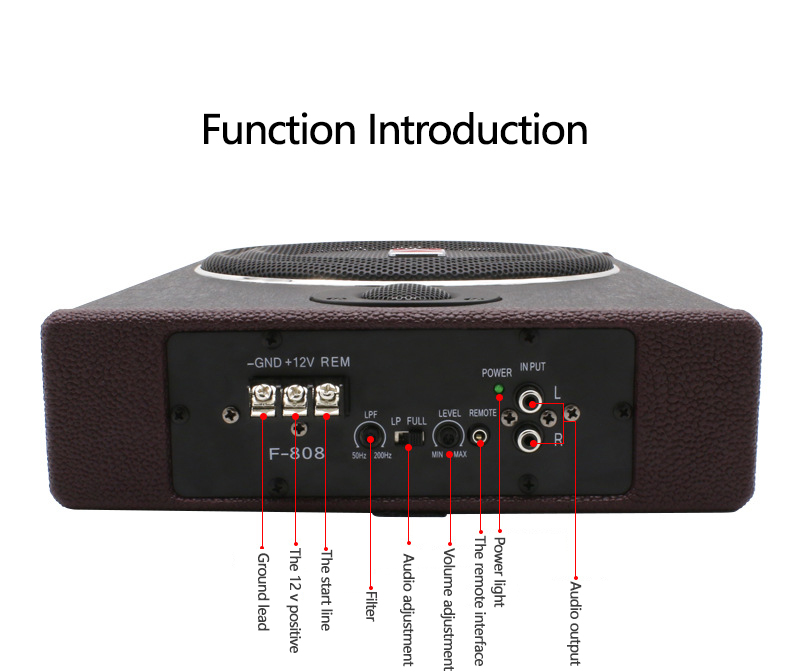 Function Introduction
-GND +12V REM
POWER
INPUT
L
LPF
LP FULL
LEVEL
REMOTE
R
F-808
50Hz 200Hz
MIN MAX
Ground lead
The 12 v positive
The start line
Filter
Audio adjustment
Volume adjustment
The remote interface
Power light
Audio output